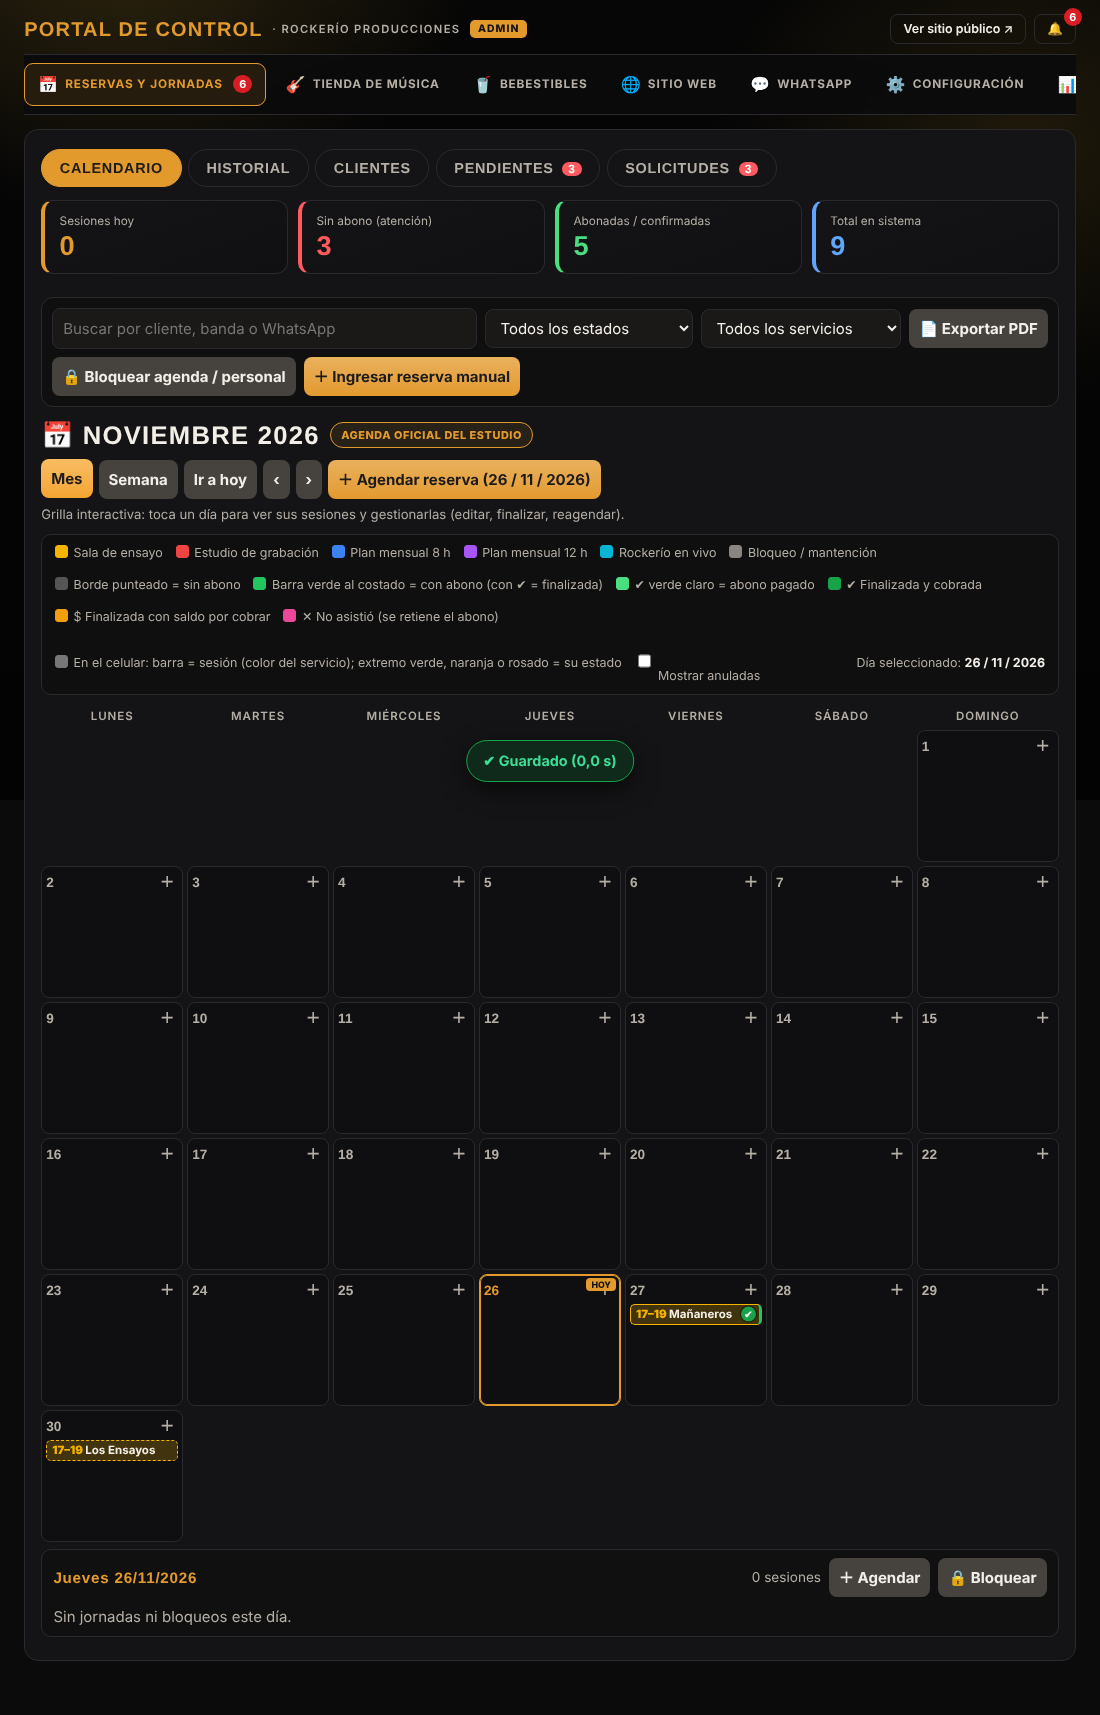 PORTAL DE CONTROL · ROCKERÍO PRODUCCIONES ADMIN Ver sitio público ↗ 🔔 6
📅 RESERVAS Y JORNADAS 6 🎸 TIENDA DE MÚSICA 🥤 BEBESTIBLES 🌐 SITIO WEB 💬 WHATSAPP ⚙️ CONFIGURACIÓN 📊
CALENDARIO HISTORIAL CLIENTES PENDIENTES 3 SOLICITUDES 3
Sesiones hoy
0
Sin abono (atención)
3
Abonadas / confirmadas
5
Total en sistema
9
Buscar por cliente, banda o WhatsApp Todos los estados Todos los servicios 📄 Exportar PDF
🔒 Bloquear agenda / personal ＋ Ingresar reserva manual
📅 NOVIEMBRE 2026 AGENDA OFICIAL DEL ESTUDIO
Mes Semana Ir a hoy ‹ › ＋ Agendar reserva (26 / 11 / 2026)
Grilla interactiva: toca un día para ver sus sesiones y gestionarlas (editar, finalizar, reagendar).
Sala de ensayo Estudio de grabación Plan mensual 8 h Plan mensual 12 h Rockerío en vivo Bloqueo / mantención
Borde punteado = sin abono Barra verde al costado = con abono (con ✔ = finalizada) ✔ verde claro = abono pagado ✔ Finalizada y cobrada
$ Finalizada con saldo por cobrar ✕ No asistió (se retiene el abono)
En el celular: barra = sesión (color del servicio); extremo verde, naranja o rosado = su estado Mostrar anuladas Día seleccionado: 26 / 11 / 2026
LUNES MARTES MIÉRCOLES JUEVES VIERNES SÁBADO DOMINGO
✔ Guardado (0,0 s)
1 ＋
2 ＋ 3 ＋ 4 ＋ 5 ＋ 6 ＋ 7 ＋ 8 ＋
9 ＋ 10 ＋ 11 ＋ 12 ＋ 13 ＋ 14 ＋ 15 ＋
16 ＋ 17 ＋ 18 ＋ 19 ＋ 20 ＋ 21 ＋ 22 ＋
23 ＋ 24 ＋ 25 ＋ 26 HOY ＋ 27 ＋ 28 ＋ 29 ＋
17–19 Mañaneros ✔
30 ＋
17–19 Los Ensayos
Jueves 26/11/2026 0 sesiones ＋ Agendar 🔒 Bloquear
Sin jornadas ni bloqueos este día.